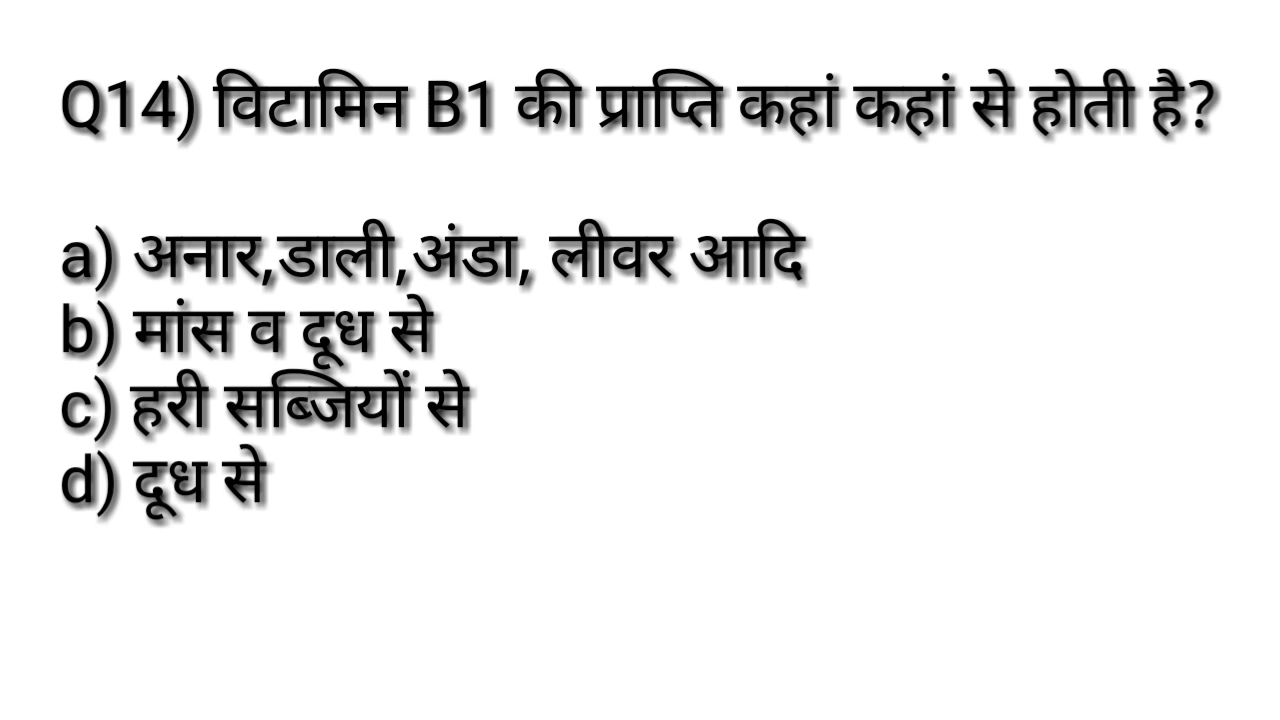 Q14) विटामिन B1 की प्राप्ति कहां कहां से होती है?
a) अनार,डाली,अंडा, लीवर आदि
b) मांस व दूध से
c) हरी सब्जियों से
d) दूध से